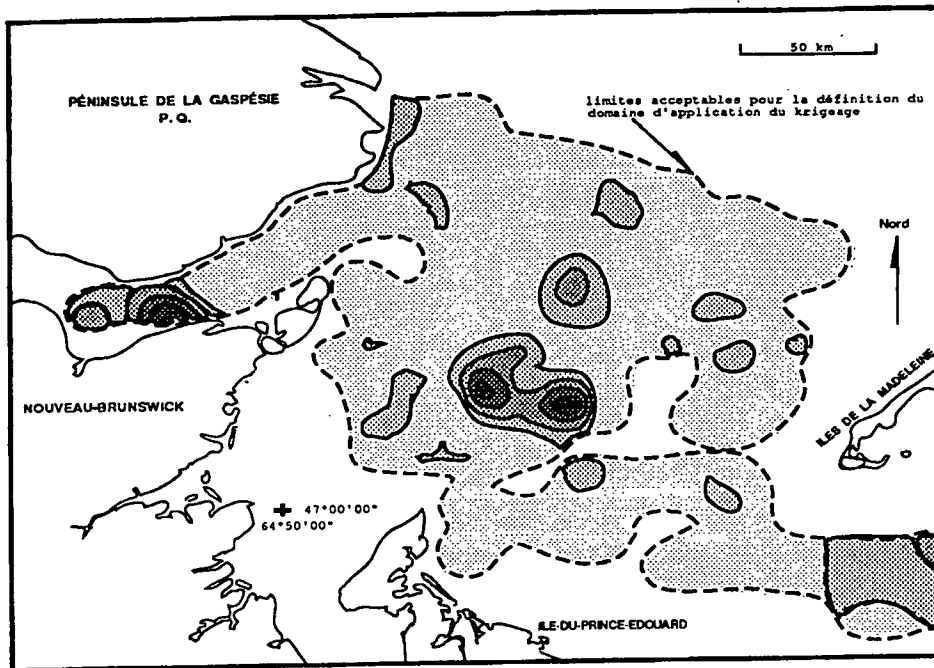 50 km
PÉNINSULE DE LA GASPÉSIE
P.Q.
limites acceptables pour la définition du
domaine d'application du krigeage
Nord
NOUVEAU-BRUNSWICK
ILES DE LA MADELEINE
47°00'00"
64°50'00"
ILE-DU-PRINCE-EDOUARD